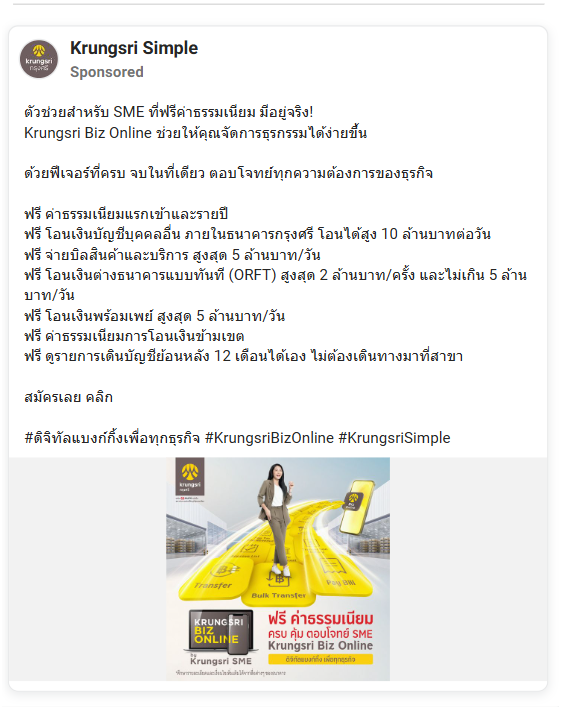 Krungsri Simple
Sponsored
krungsri
กรุงศรี
ตัวช่วยสำหรับ SME ที่ฟรีค่าธรรมเนียม มีอยู่จริง!
Krungsri Biz Online ช่วยให้คุณจัดการธุรกรรมได้ง่ายขึ้น
ด้วยฟีเจอร์ที่ครบ จบในที่เดียว ตอบโจทย์ทุกความต้องการของธุรกิจ
ฟรี ค่าธรรมเนียมแรกเข้าและรายปี
ฟรี โอนเงินบัญชีบุคคลอื่น ภายในธนาคารกรุงศรี โอนได้สูง 10 ล้านบาทต่อวัน
ฟรี จ่ายบิลสินค้าและบริการ สูงสุด 5 ล้านบาท/วัน
ฟรี โอนเงินต่างธนาคารแบบทันที (ORFT) สูงสุด 2 ล้านบาท/ครั้ง และไม่เกิน 5 ล้าน
บาท/วัน
ฟรี โอนเงินพร้อมเพย์ สูงสุด 5 ล้านบาท/วัน
ฟรี ค่าธรรมเนียมการโอนเงินข้ามเขต
ฟรี ดูรายการเดินบัญชีย้อนหลัง 12 เดือนได้เอง ไม่ต้องเดินทางมาที่สาขา
สมัครเลย คลิก
#ดิจิทัลแบงก์กิ้งเพื่อทุกธุรกิจ #KrungsriBizOnline #KrungsriSimple
krungsri
กรุงศรี
Transfer
Bulk Transfer
Pay Bill
KRUNGSRI
BIZ
ONLINE
by
Krungsri SME
ฟรี ค่าธรรมเนียม
ครบ คุ้ม ตอบโจทย์ SME
Krungsri Biz Online
ดิจิทัลแบงก์กิ้ง เพื่อทุกธุรกิจ